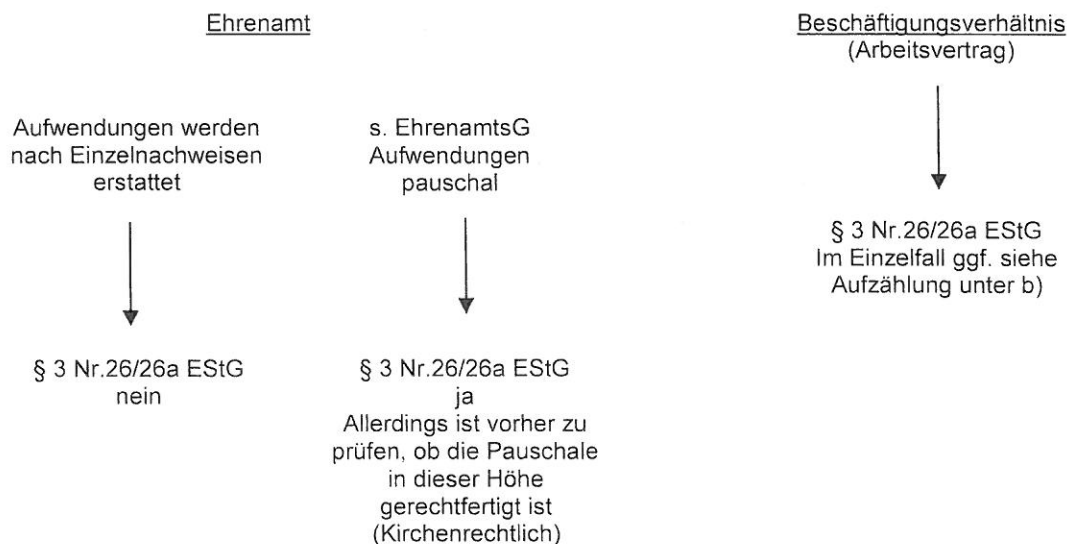 Ehrenamt
Aufwendungen werden
nach Einzelnachweisen
erstattet
§ 3 Nr.26/26a EStG
nein
s. EhrenamtsG
Aufwendungen
pauschal
§ 3 Nr.26/26a EStG
ja
Allerdings ist vorher zu
prüfen, ob die Pauschale
in dieser Höhe
gerechtfertigt ist
(Kirchenrechtlich)
Beschäftigungsverhältnis
(Arbeitsvertrag)
§ 3 Nr.26/26a EStG
Im Einzelfall ggf. siehe
Aufzählung unter b)